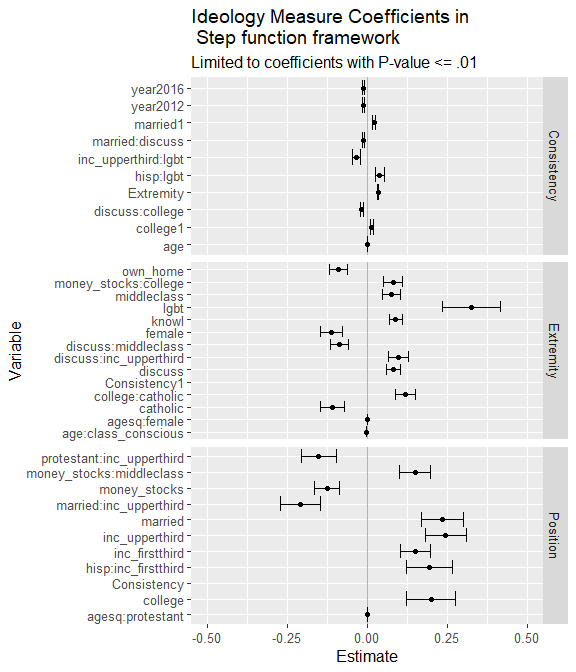 Ideology Measure Coefficients in
Step function framework
Limited to coefficients with P-value <= .01
Variable
year2016
year2012
married1
married:discuss
inc_upperthird:lgbt
hisp:lgbt
Extremity
discuss:college
college1
age
Consistency
own_home
money_stocks:college
middleclass
lgbt
knowl
female
discuss:middleclass
discuss:inc_upperthird
discuss
Consistency1
college:catholic
catholic
agesq:female
age:class_conscious
Extremity
protestant:inc_upperthird
money_stocks:middleclass
money_stocks
married:inc_upperthird
married
inc_upperthird
inc_firstthird
hisp:inc_firstthird
Consistency
college
agesq:protestant
Position
-0.50 -0.25 0.00 0.25 0.50
Estimate